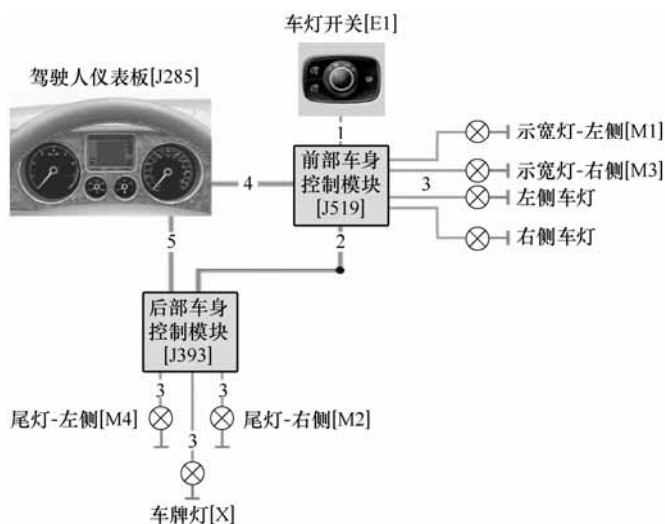 车灯开关[E1]
驾驶人仪表板[J285]
1
示宽灯-左侧[M1]
前部车身
控制模块
[J519]
示宽灯-右侧[M3]
3
4
左侧车灯
右侧车灯
5
2
后部车身
控制模块
[J393]
3
3
尾灯-左侧[M4]
尾灯-右侧[M2]
3
车牌灯[X]